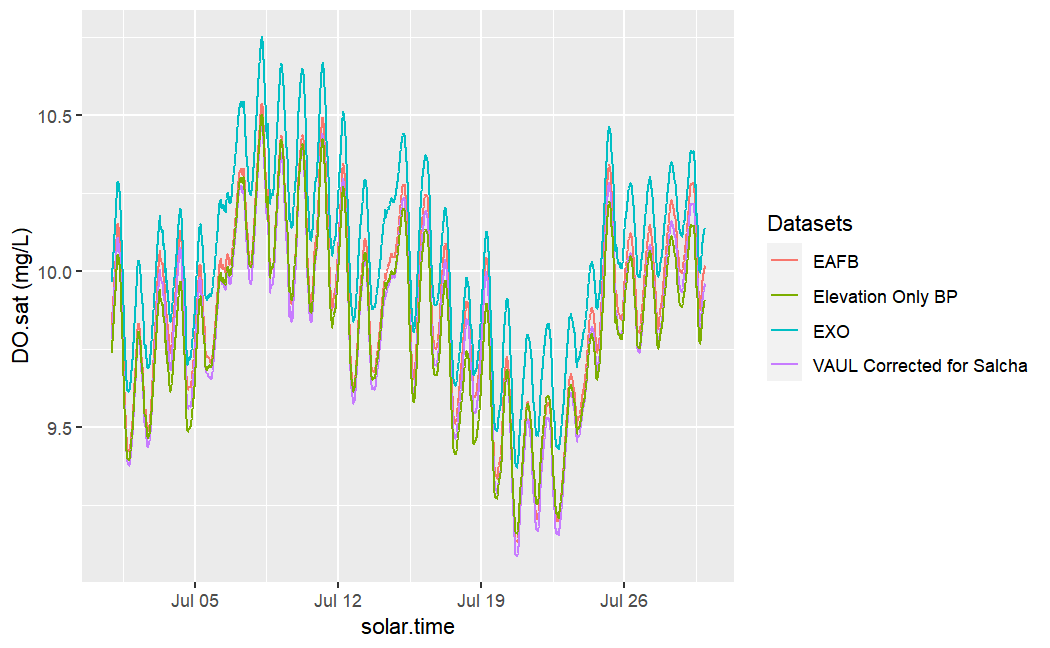 DO.sat (mg/L)
10.5
10.0
9.5
Jul 05
Jul 12
Jul 19
Jul 26
solar.time
Datasets
EAFB
Elevation Only BP
EXO
VAUL Corrected for Salcha